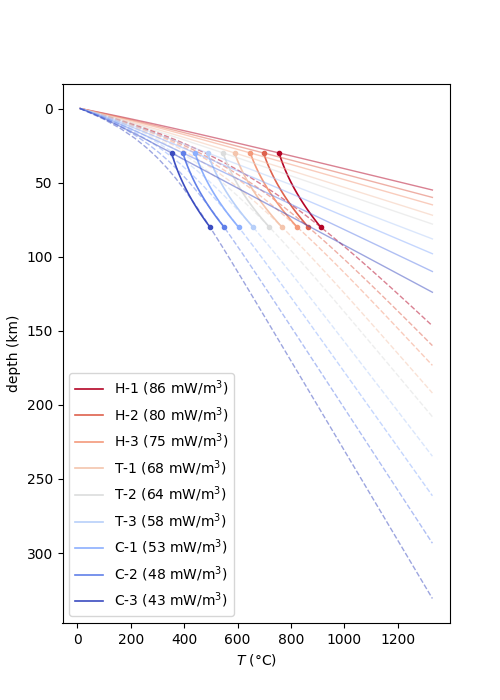 0
50
100
150
200
250
300
depth (km)
H-1 (86 mW/m³)
H-2 (80 mW/m³)
H-3 (75 mW/m³)
T-1 (68 mW/m³)
T-2 (64 mW/m³)
T-3 (58 mW/m³)
C-1 (53 mW/m³)
C-2 (48 mW/m³)
C-3 (43 mW/m³)
0 200 400 600 800 1000 1200
T (°C)